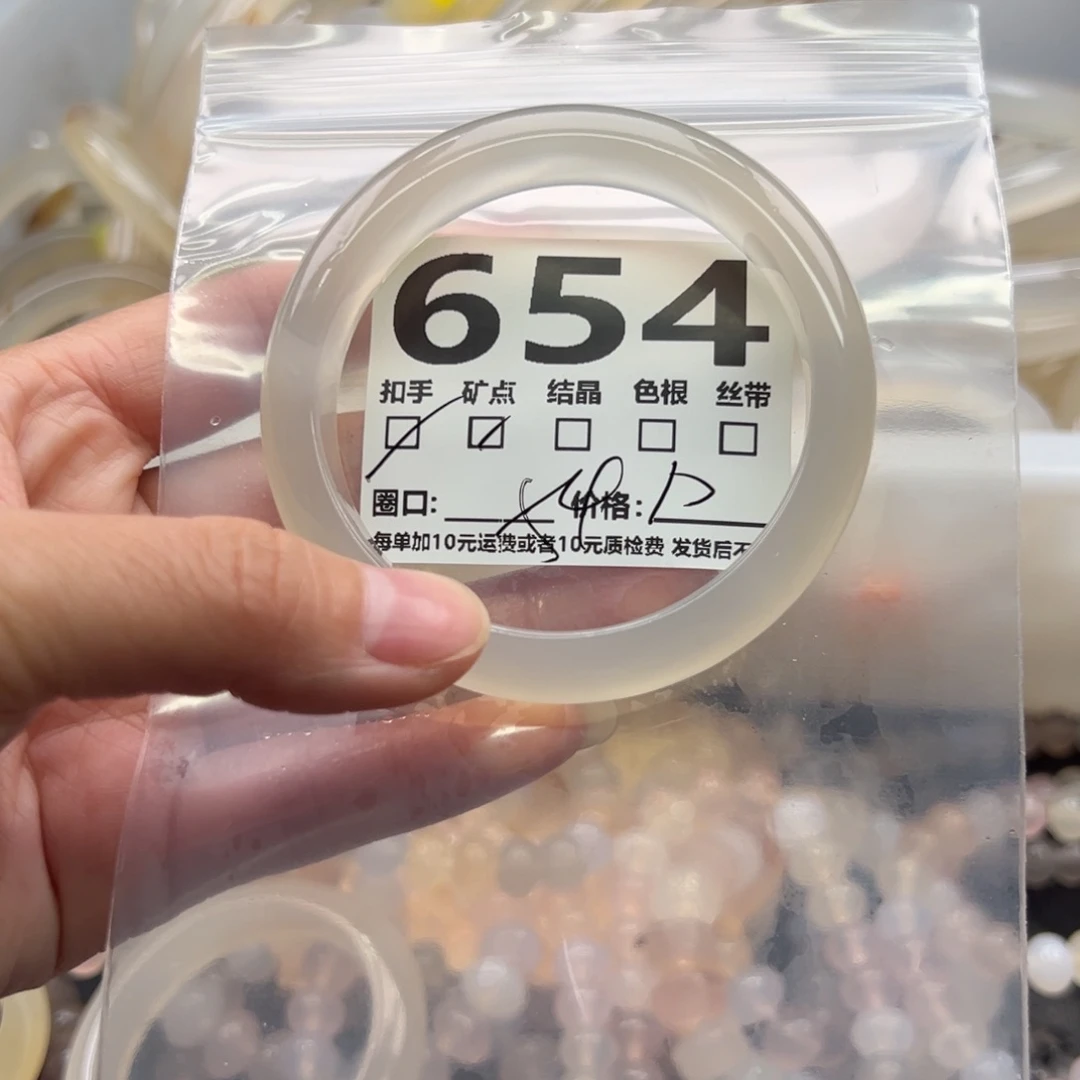 654
扣手 矿点 结晶 色根 丝带
圈口: 价格:
每单加10元运费或者10元质检费 发货后不